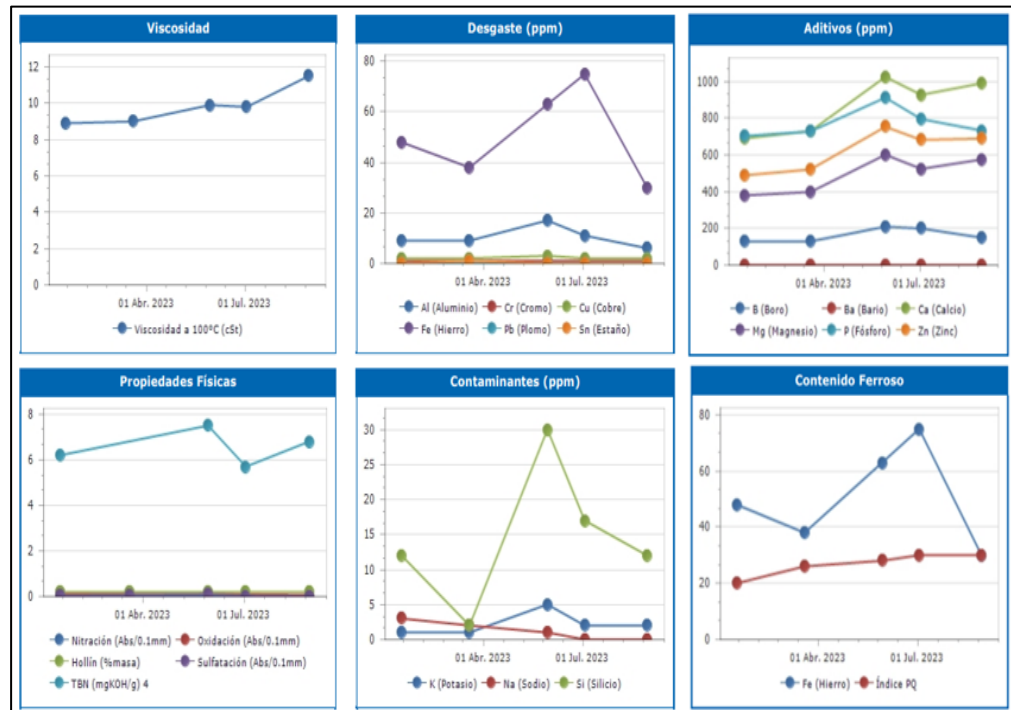 Viscosidad
12
10
8
6
4
2
0
01 Abr. 2023 01 Jul. 2023
Viscosidad a 100ºC (cSt)
Desgaste (ppm)
80
60
40
20
0
01 Abr. 2023 01 Jul. 2023
Al (Aluminio) Cr (Cromo) Cu (Cobre)
Fe (Hierro) Pb (Plomo) Sn (Estaño)
Aditivos (ppm)
1000
800
600
400
200
0
01 Abr. 2023 01 Jul. 2023
B (Boro) Ba (Bario) Ca (Calcio)
Mg (Magnesio) P (Fósforo) Zn (Zinc)
Propiedades Físicas
8
6
4
2
0
01 Abr. 2023 01 Jul. 2023
Nitración (Abs/0.1mm) Oxidación (Abs/0.1mm)
Hollín (%masa) Sulfatación (Abs/0.1mm)
TBN (mgKOH/g) 4
Contaminantes (ppm)
30
25
20
15
10
5
0
01 Abr. 2023 01 Jul. 2023
K (Potasio) Na (Sodio) Si (Silicio)
Contenido Ferroso
80
60
40
20
0
01 Abr. 2023 01 Jul. 2023
Fe (Hierro) Índice PQ